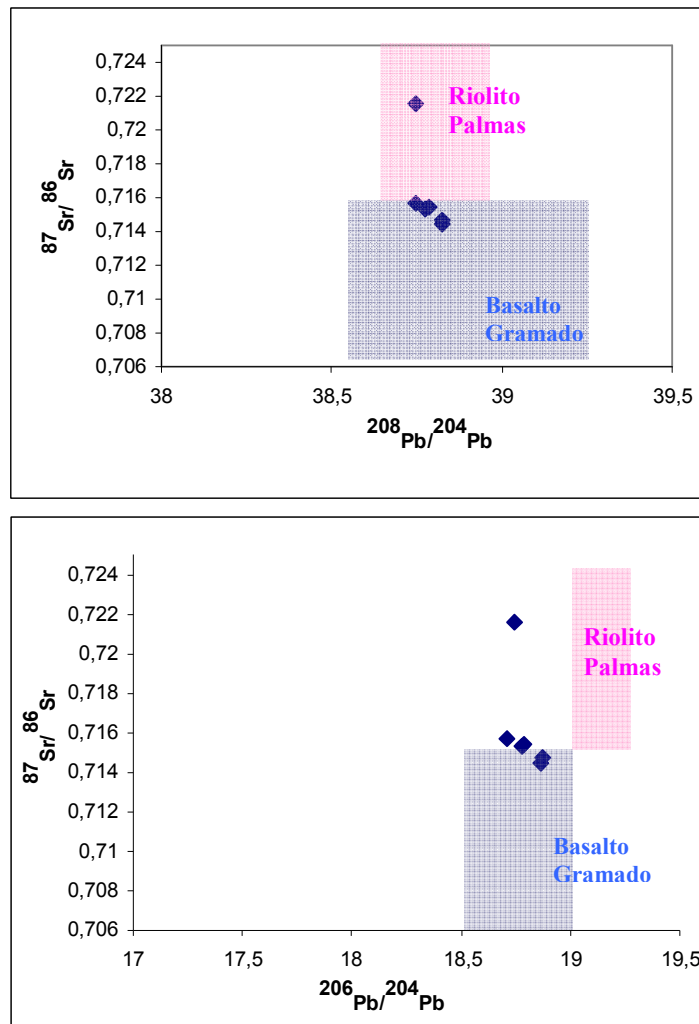 0,724
0,722
0,72
0,718
0,716
0,714
0,712
0,71
0,708
0,706
87Sr/ 86Sr
Riolito
Palmas
Basalto
Gramado
38
38,5
39
39,5
208Pb/204Pb
0,724
0,722
0,72
0,718
0,716
0,714
0,712
0,71
0,708
0,706
87Sr/ 86Sr
Riolito
Palmas
Basalto
Gramado
17
17,5
18
18,5
19
19,5
206Pb/204Pb